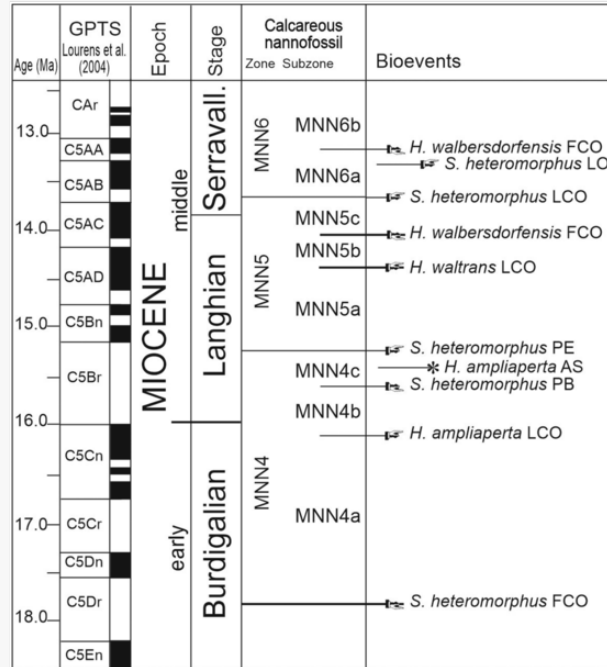 Age (Ma)
GPTS
Lourens et al.
(2004)
Epoch
Stage
Calcareous
nannofossil
Zone Subzone
Bioevents
13.0
14.0
15.0
16.0
17.0
18.0
CAr
C5AA
C5AB
C5AC
C5AD
C5Bn
C5Br
C5Cn
C5Cr
C5Dn
C5Dr
C5En
MIOCENE
middle
early
Serravall.
Langhian
Burdigalian
MNN6
MNN5
MNN4
MNN6b
MNN6a
MNN5c
MNN5b
MNN5a
MNN4c
MNN4b
MNN4a
H. walbersdorfensis FCO
S. heteromorphus LO
S. heteromorphus LCO
H. walbersdorfensis FCO
H. waltrans LCO
S. heteromorphus PE
* H. ampliaperta AS
S. heteromorphus PB
H. ampliaperta LCO
S. heteromorphus FCO